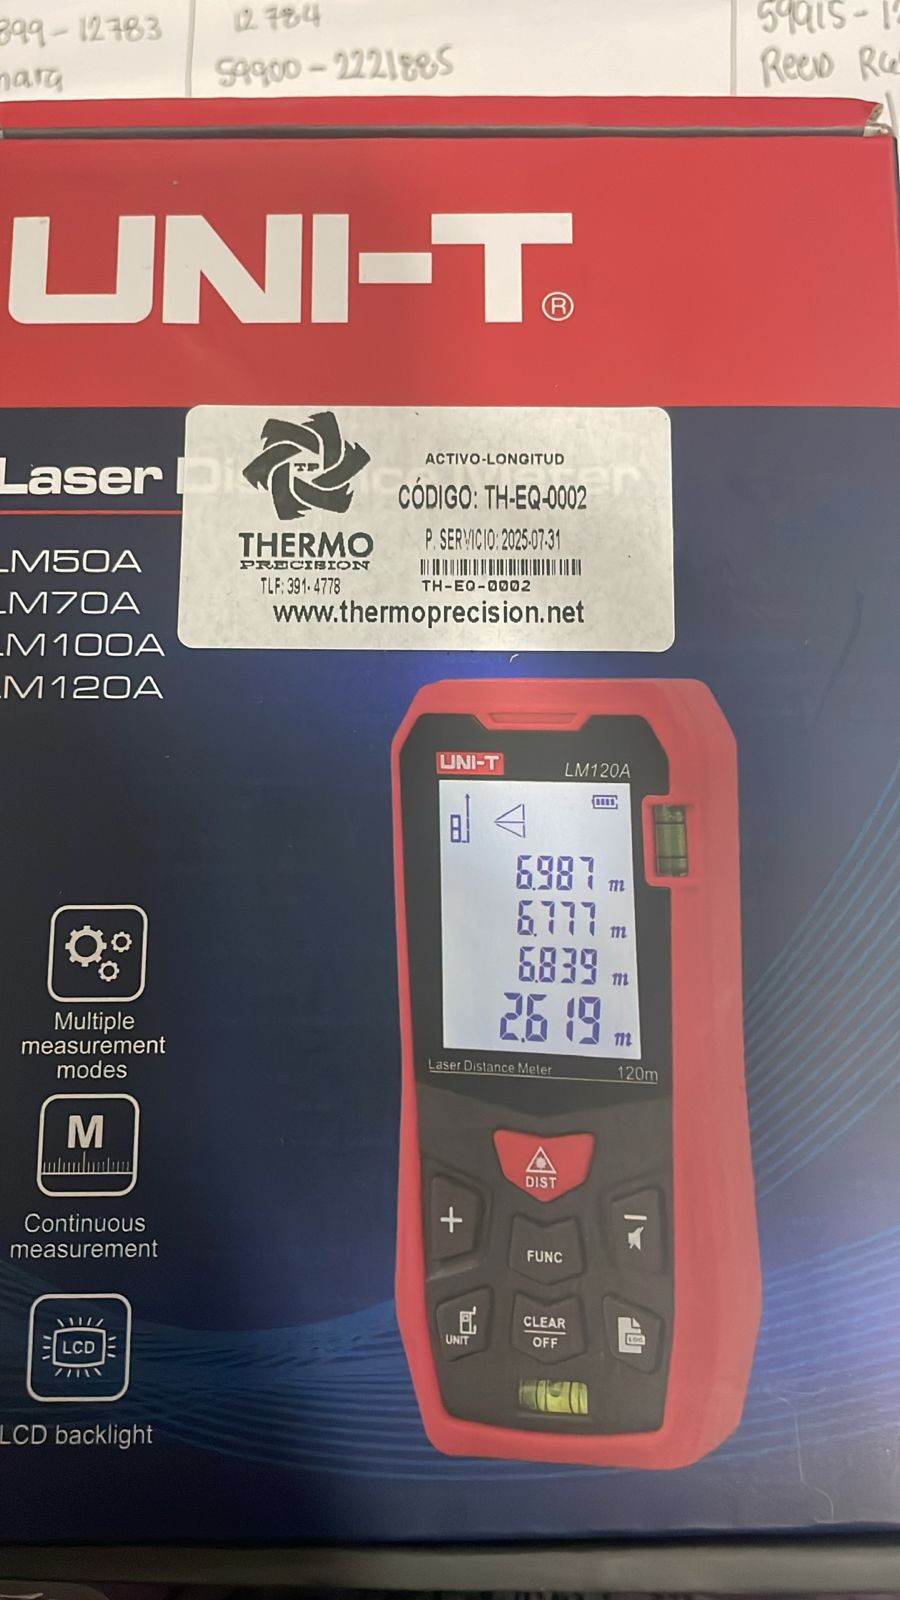 899-12783
12784
59900-2221885
59915-
Reed
UNI-T®
Laser
ACTIVO-LONGITUD
CÓDIGO: TH-EQ-0002
P. SERVICIO: 2025-07-31
TH-EQ-0002
TP
THERMO
PRECISION
TLF: 391-4778
www.thermoprecision.net
LM50A
LM70A
LM100A
LM120A
UNI-T
LM120A
6.987 m
6.777 m
6.839 m
2.619 m
Laser Distance Meter 120m
Multiple
measurement
modes
M
Continuous
measurement
LCD
LCD backlight
DIST
+
−
FUNC
UNIT
CLEAR
OFF